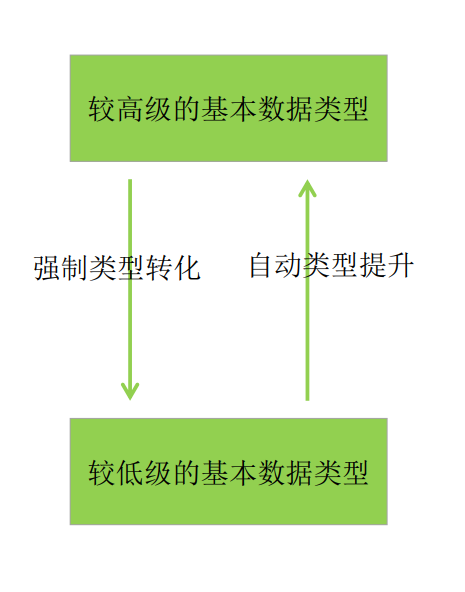 较高级的基本数据类型
强制类型转化
自动类型提升
较低级的基本数据类型